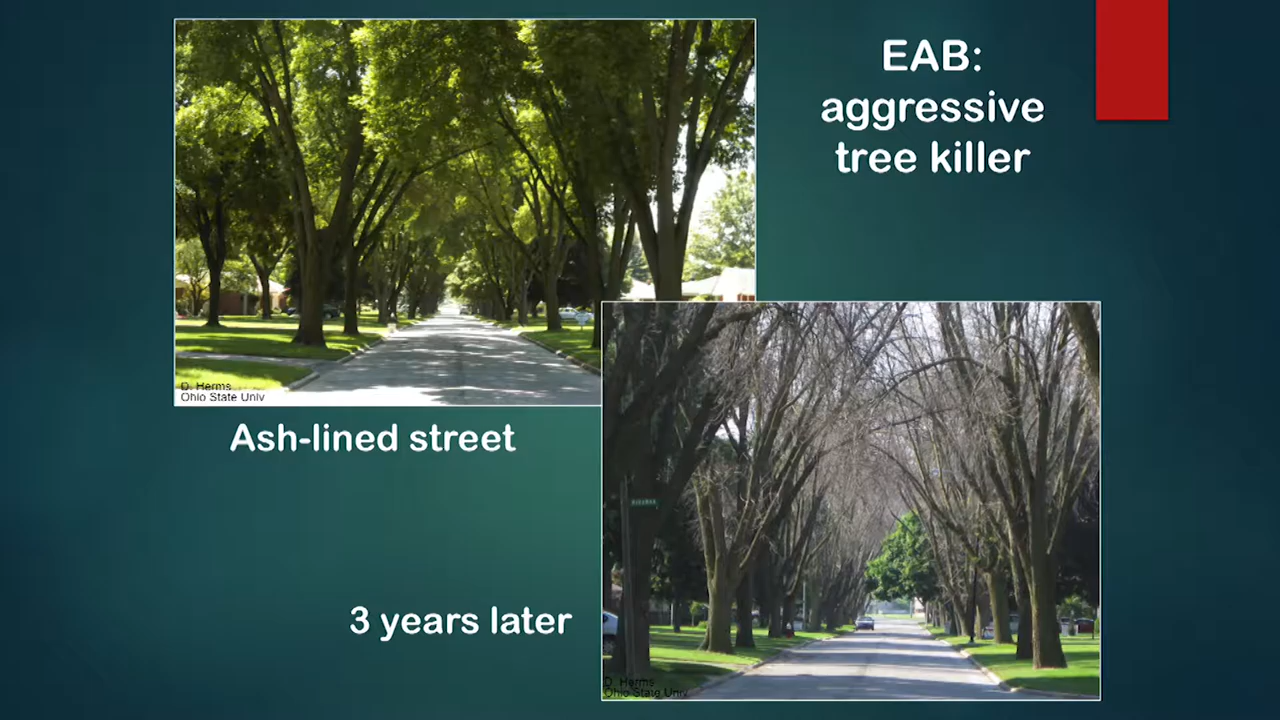 EAB:
aggressive
tree killer
D. Herms
Ohio State Univ
Ash-lined street
3 years later
D. Herms
Ohio State Univ